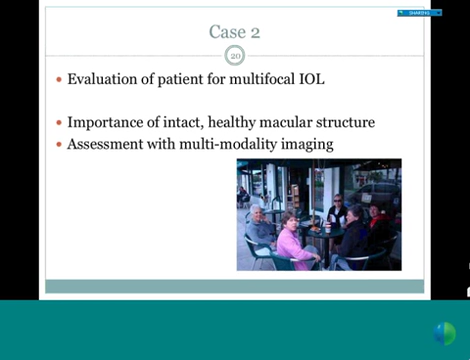 SHARING
Case 2
20
Evaluation of patient for multifocal IOL
Importance of intact, healthy macular structure
Assessment with multi-modality imaging